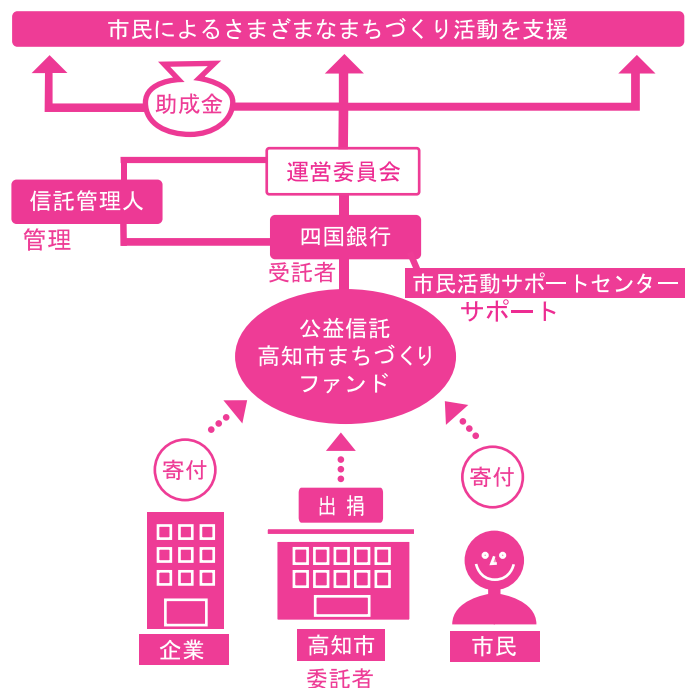 市民によるさまざまなまちづくり活動を支援
助成金
運営委員会
信託管理人
管理
四国銀行
受託者
市民活動サポートセンター
サポート
公益信託
高知市まちづくり
ファンド
寄付
寄付
出捐
企業
高知市
委託者
市民